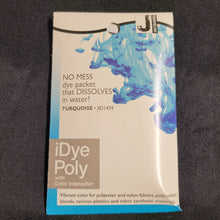 J
NO MESS
dye packet
that DISSOLVES
in water!
TURQUOISE • JID1459
iDye
Poly
with
Color Intensifier
Vibrant color for polyester and nylon fabrics, poly/cotton
blends, various plastics and other synthetic materials.